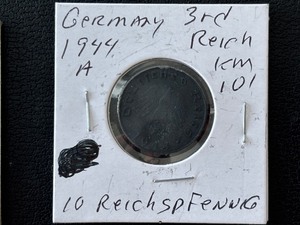 Germany 3rd
1944 Reich
A KM
101
10 ReichspFENNIG